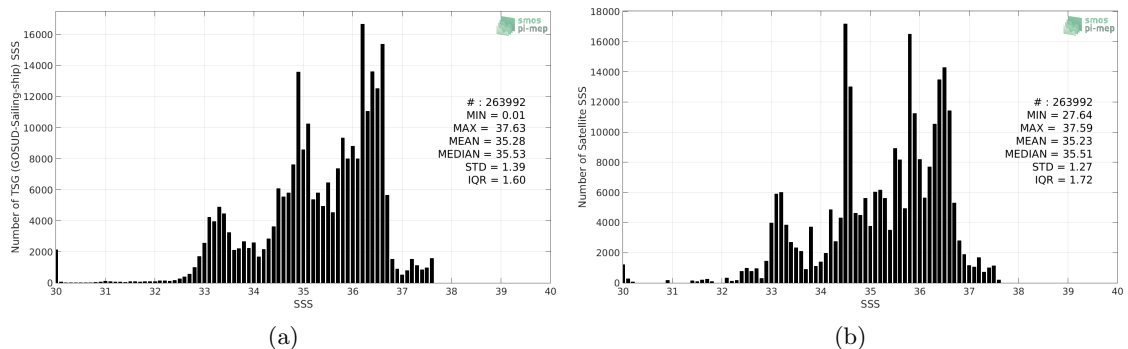 smos
pi-mep
Number of TSG (GOSUD-Sailing-ship) SSS
16000
14000
12000
10000
8000
6000
4000
2000
0
# : 263992
MIN = 0.01
MAX = 37.63
MEAN = 35.28
MEDIAN = 35.53
STD = 1.39
IQR = 1.60
30 31 32 33 34 35 36 37 38 39 40
SSS
(a)
smos
pi-mep
Number of Satellite SSS
18000
16000
14000
12000
10000
8000
6000
4000
2000
0
# : 263992
MIN = 27.64
MAX = 37.59
MEAN = 35.23
MEDIAN = 35.51
STD = 1.27
IQR = 1.72
30 31 32 33 34 35 36 37 38 39 40
SSS
(b)